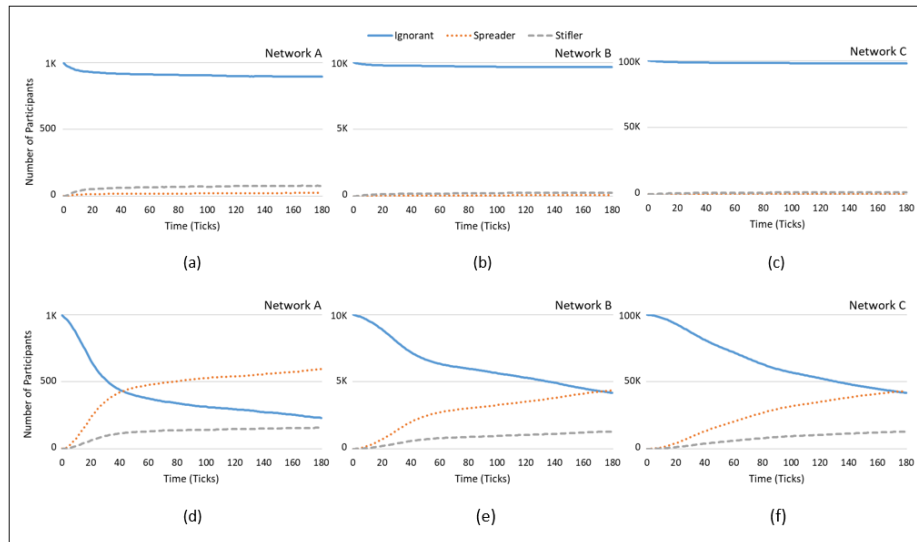 Ignorant Spreader Stifler
Network A Network B Network C
Number of Participants
1K 10K 100K
500 5K 50K
0 0 0
0 20 40 60 80 100 120 140 160 180
0 20 40 60 80 100 120 140 160 180
0 20 40 60 80 100 120 140 160 180
Time (Ticks) Time (Ticks) Time (Ticks)
(a) (b) (c)
Network A Network B Network C
Number of Participants
1K 10K 100K
500 5K 50K
0 0 0
0 20 40 60 80 100 120 140 160 180
0 20 40 60 80 100 120 140 160 180
0 20 40 60 80 100 120 140 160 180
Time (Ticks) Time (Ticks) Time (Ticks)
(d) (e) (f)